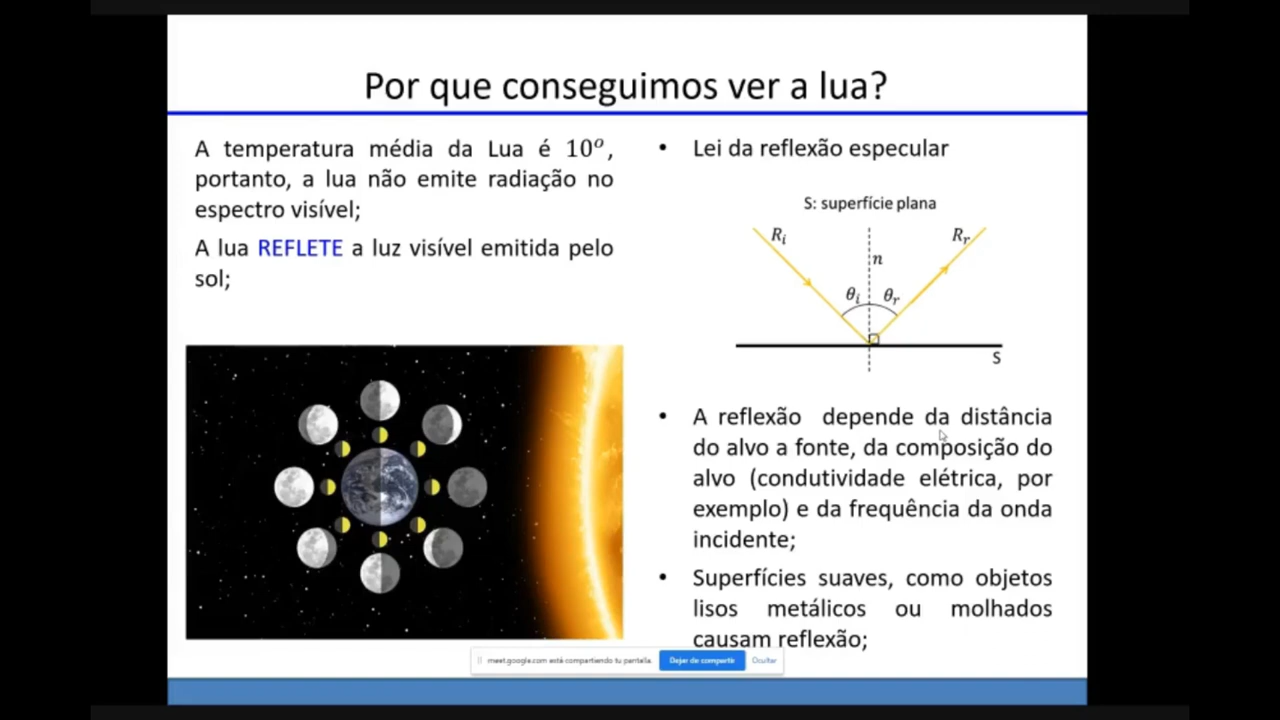 Por que conseguimos ver a lua?
A temperatura média da Lua é 10º,
portanto, a lua não emite radiação no
espectro visível;
A lua REFLETE a luz visível emitida pelo
sol;
• Lei da reflexão especular
S: superfície plana
Ri
Rr
n
θi
θr
S
• A reflexão depende da distância
do alvo a fonte, da composição do
alvo (condutividade elétrica, por
exemplo) e da frequência da onda
incidente;
• Superfícies suaves, como objetos
lisos metálicos ou molhados
causam reflexão;
meet.google.com está compartiendo tu pantalla.
Dejar de compartir
Ocultar